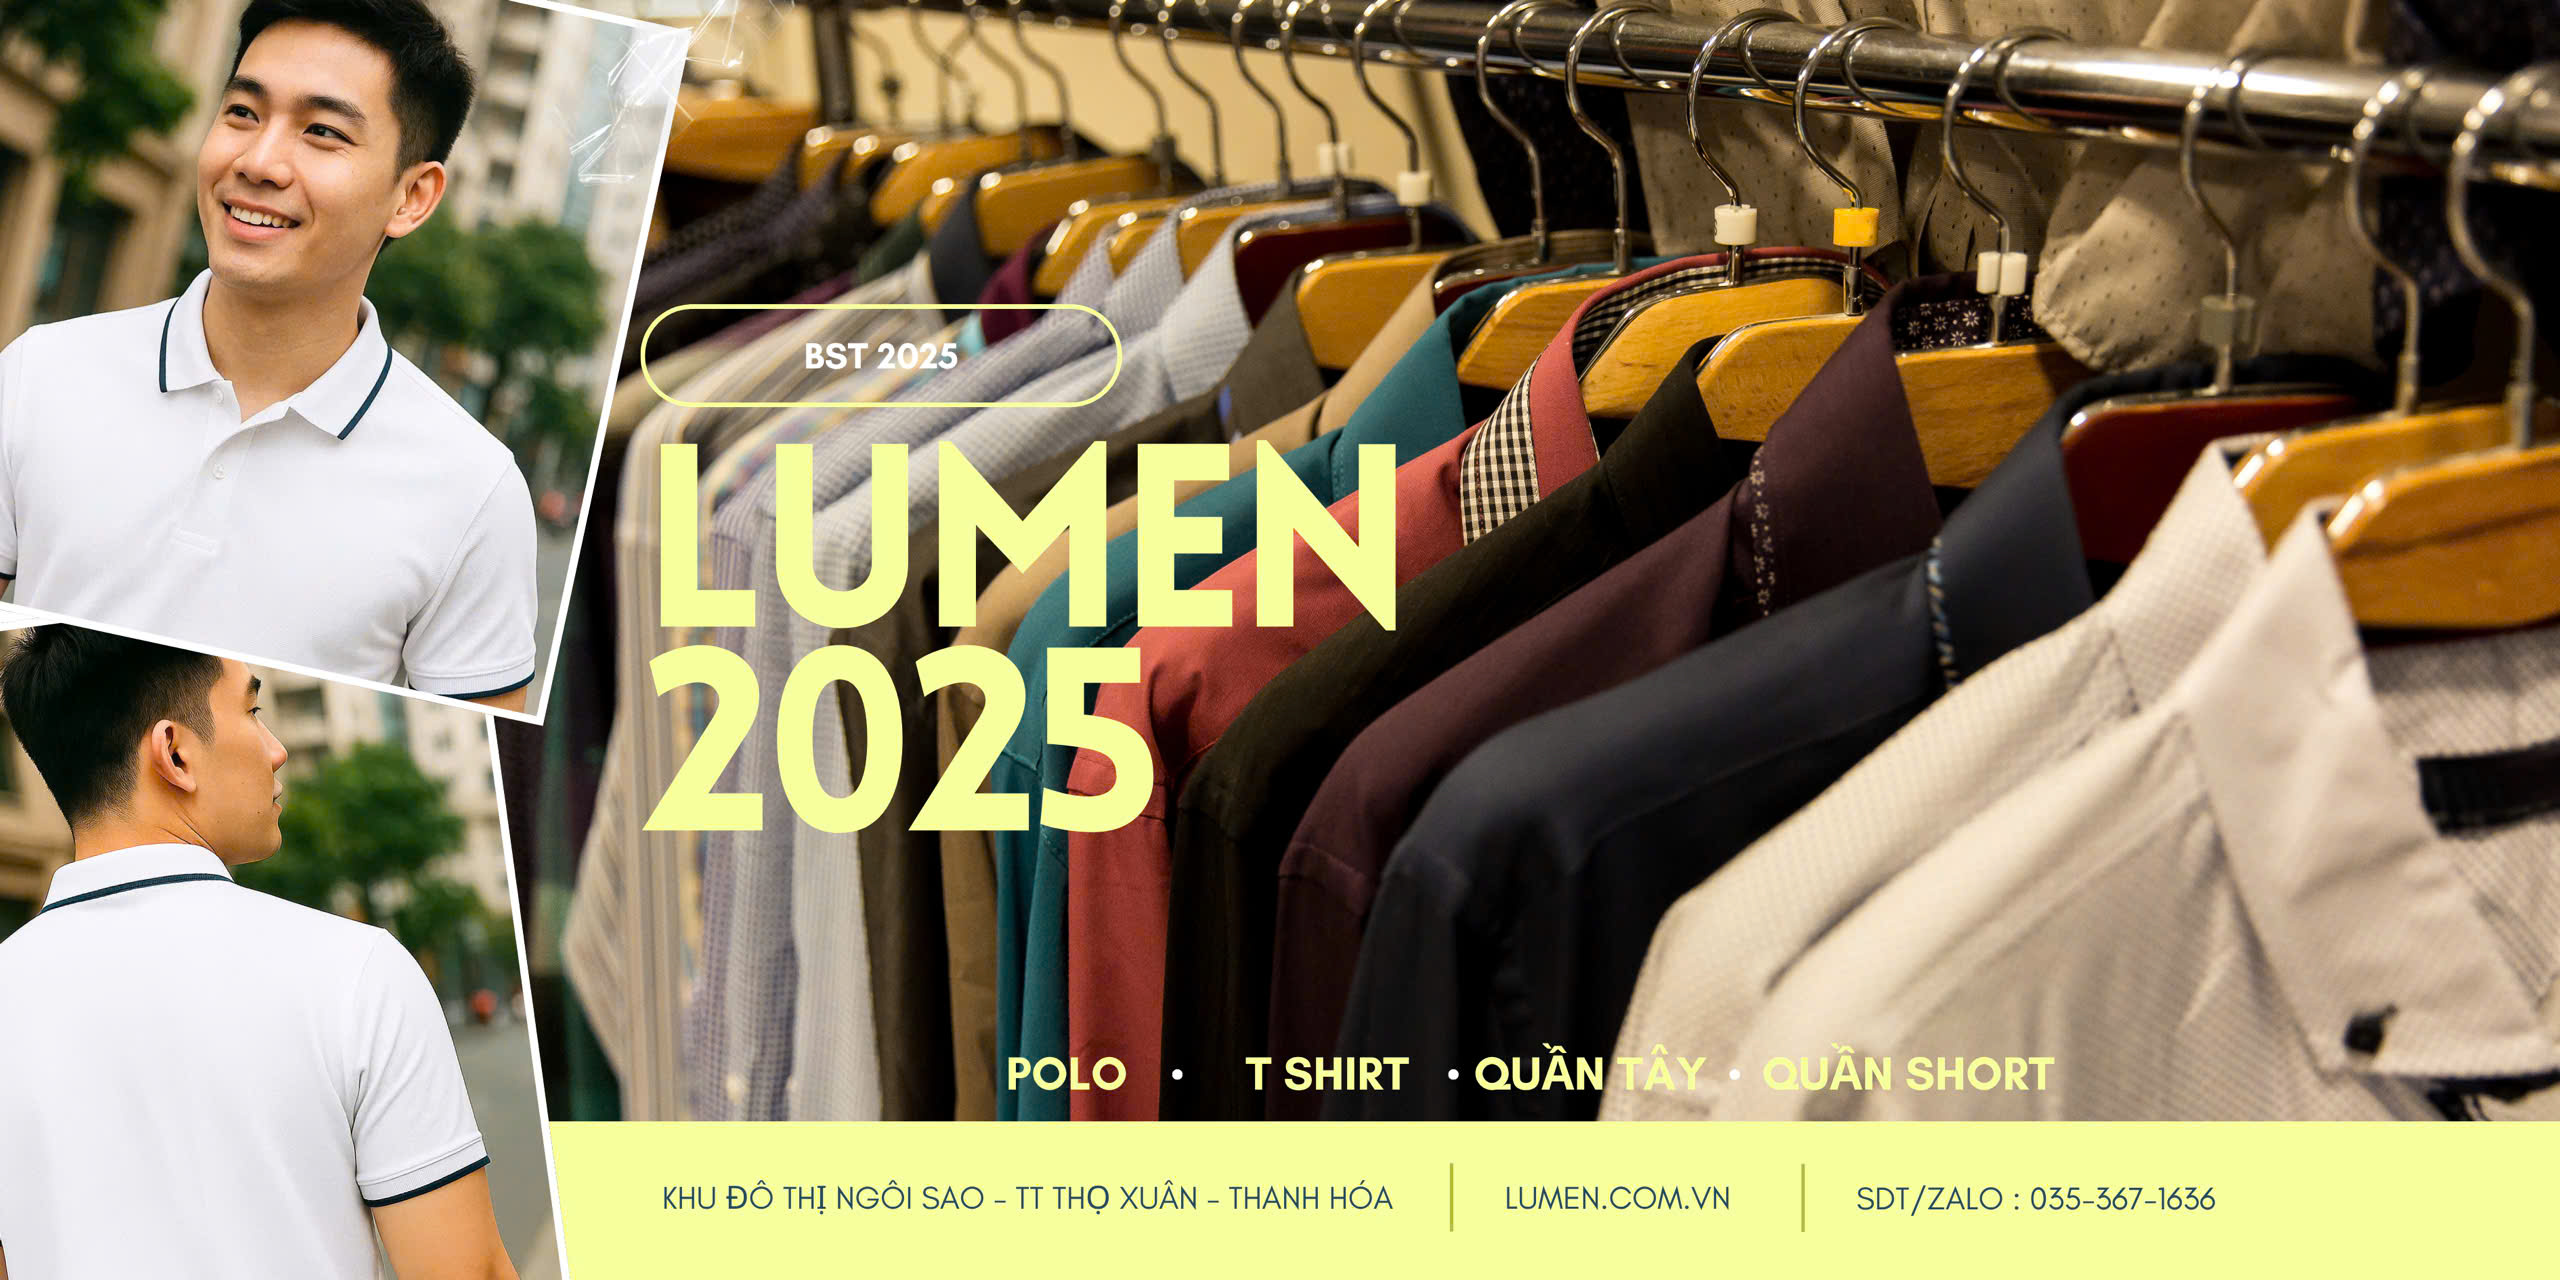 BST 2025
LUMEN
2025
POLO • T SHIRT • QUẦN TÂY • QUẦN SHORT
KHU ĐÔ THỊ NGÔI SAO - TT THỌ XUÂN - THANH HÓA | LUMEN.COM.VN | SDT/ZALO : 035-367-1636